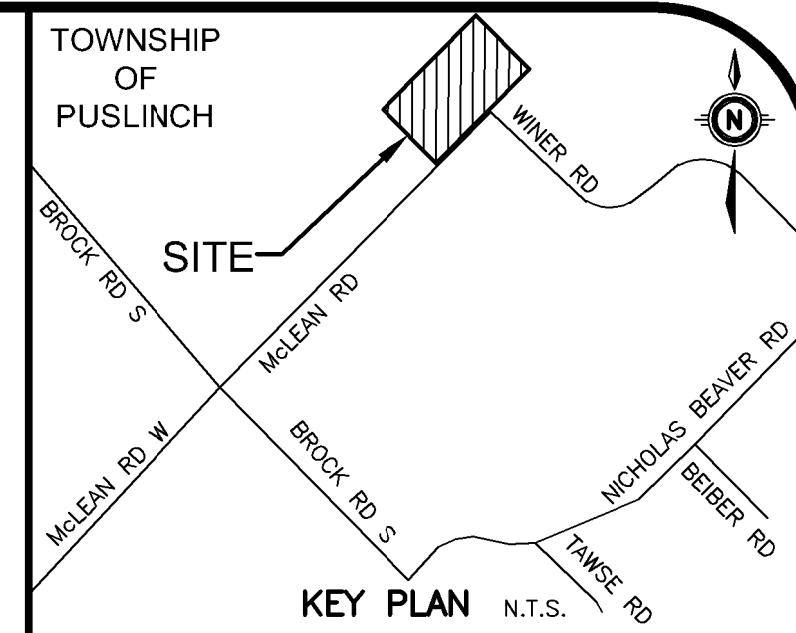 TOWNSHIP
OF
PUSLINCH
N
WINER RD
BROCK RD S
SITE
McLEAN RD
NICHOLAS BEAVER RD
McLEAN RD W
BROCK RD S
BEIBER RD
TAWSE RD
KEY PLAN N.T.S.